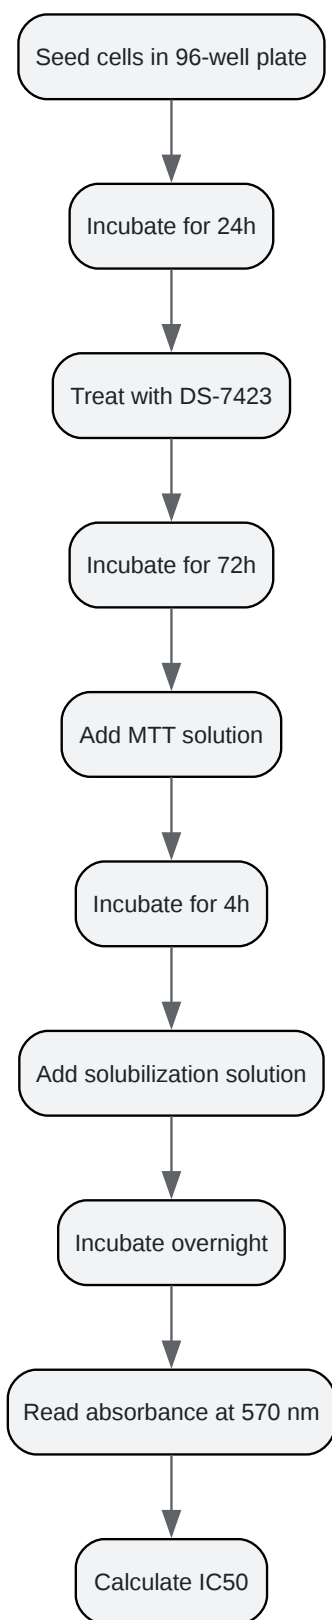 Seed cells in 96-well plate
Incubate for 24h
Treat with DS-7423
Incubate for 72h
Add MTT solution
Incubate for 4h
Add solubilization solution
Incubate overnight
Read absorbance at 570 nm
Calculate IC50